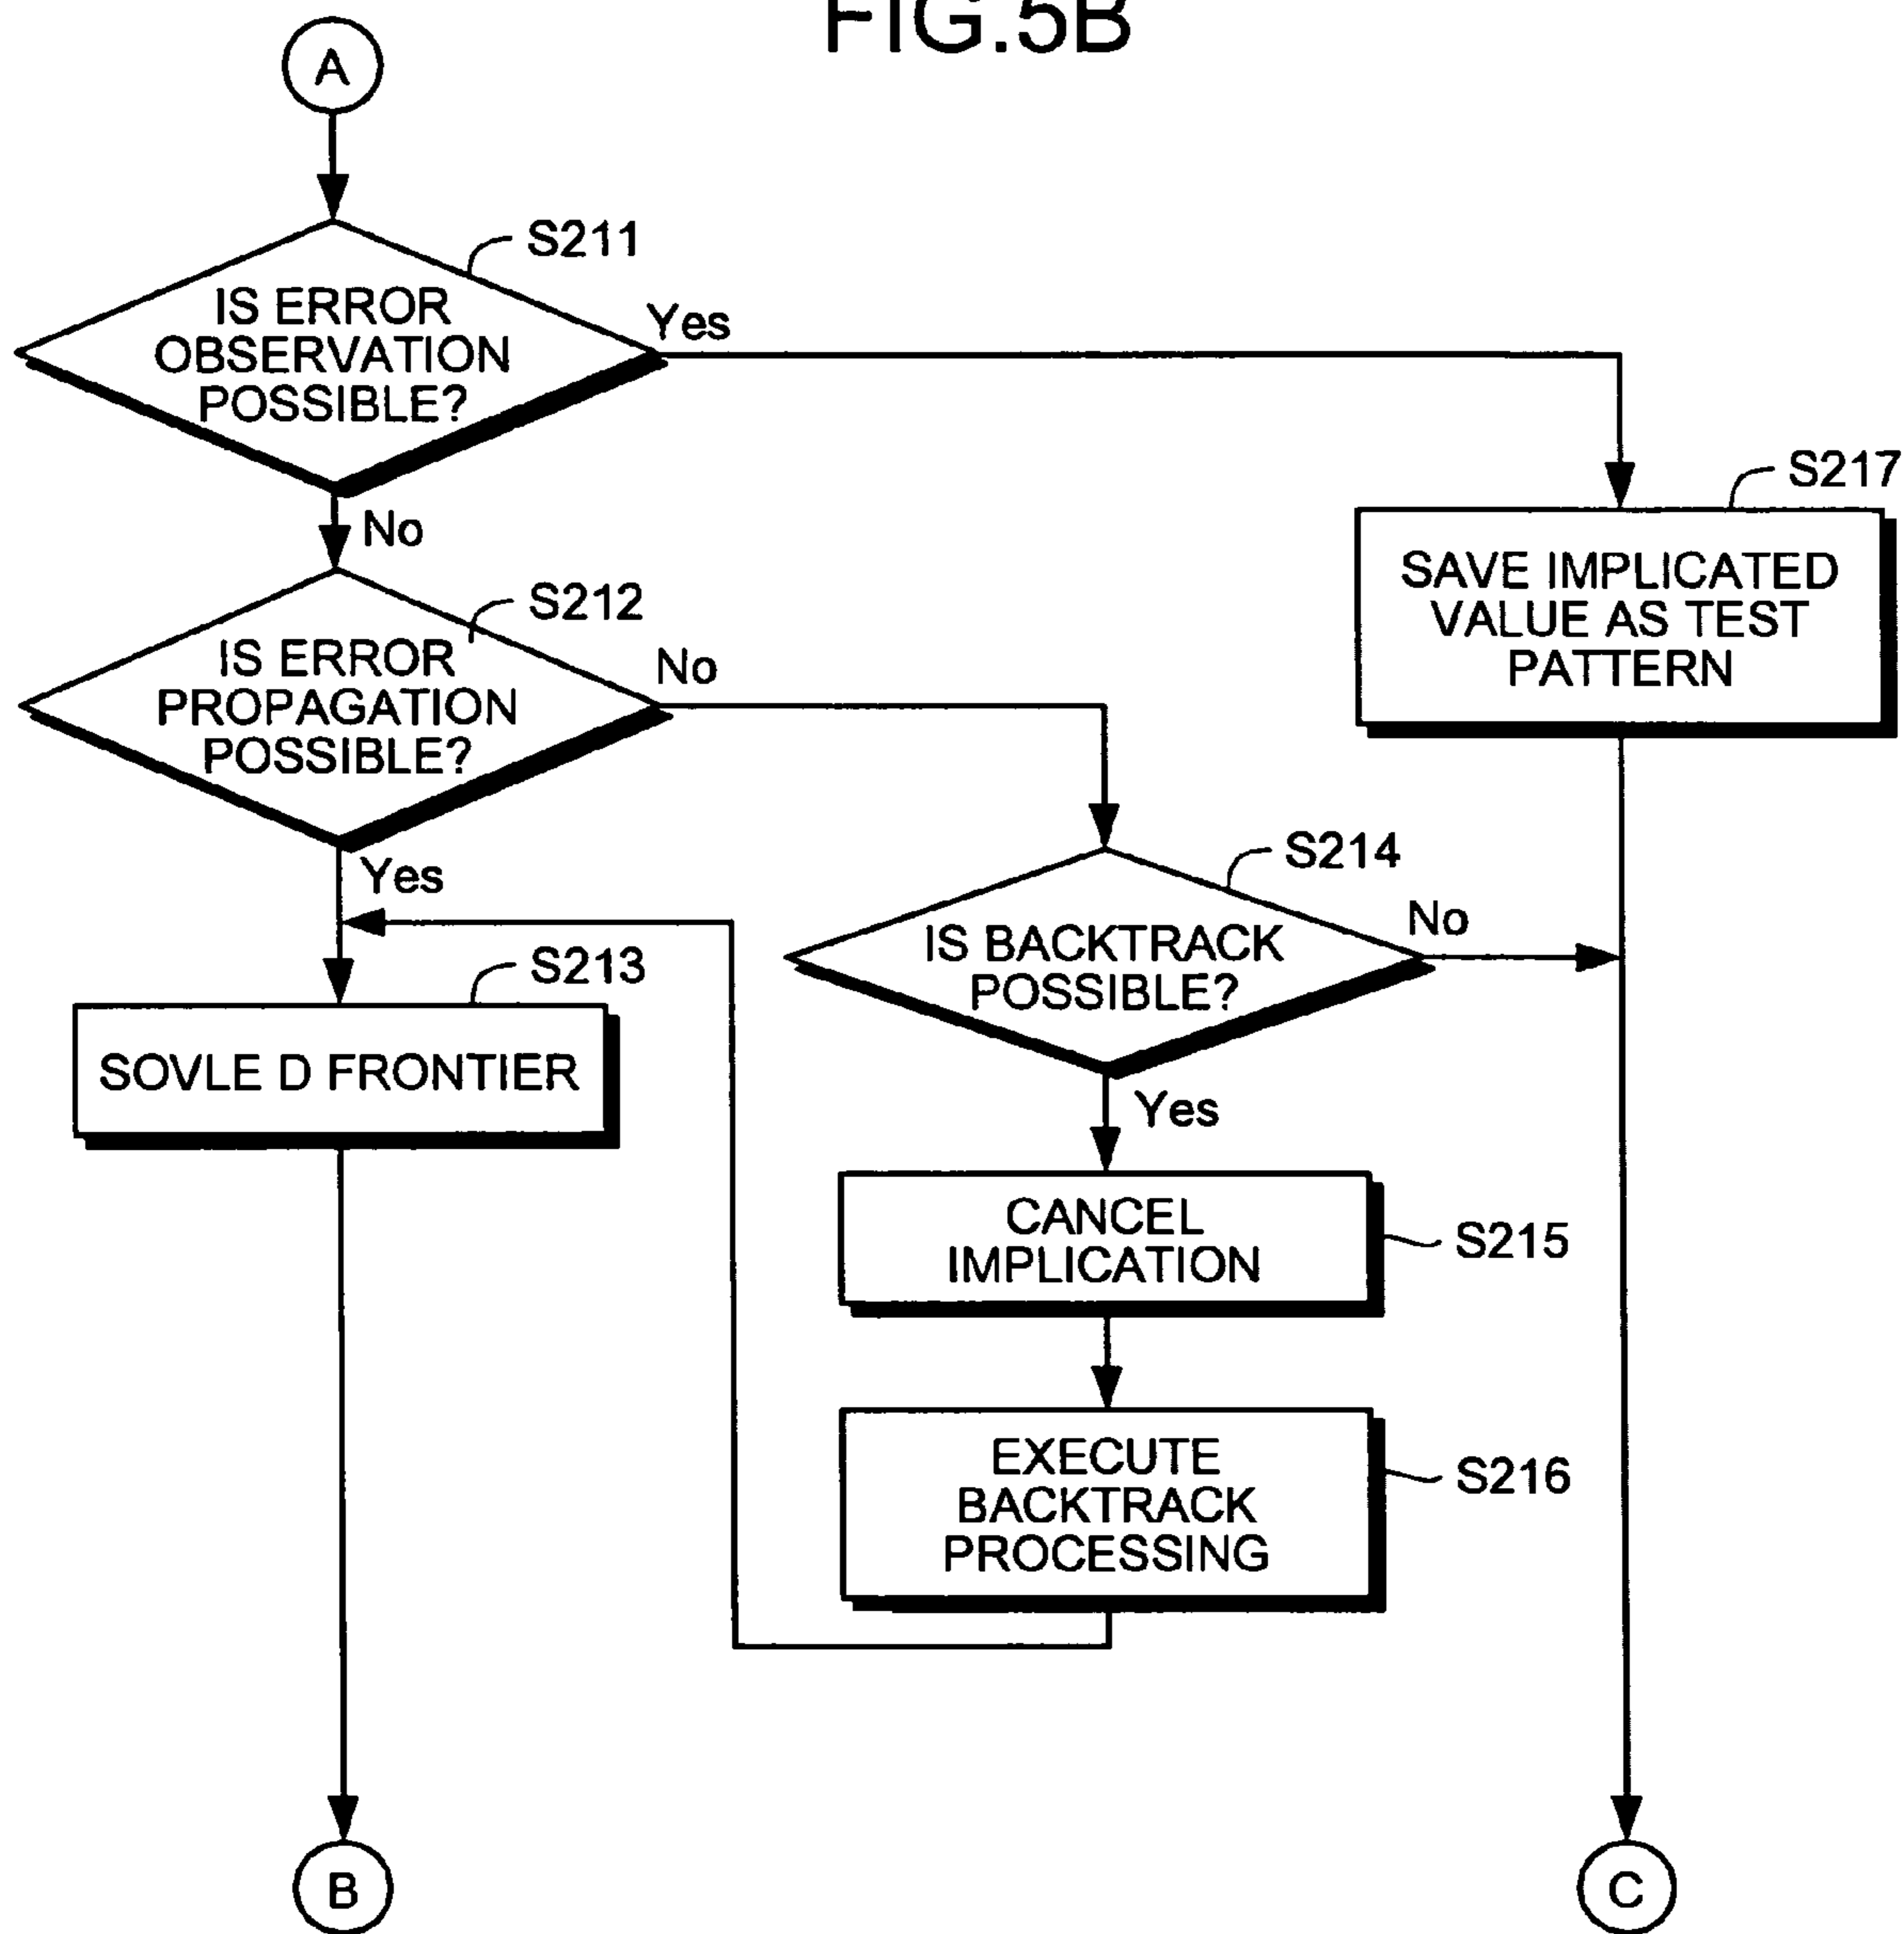 FIG.5B
A
S211
IS ERROR
OBSERVATION
POSSIBLE?
Yes
No
S217
SAVE IMPLICATED
VALUE AS TEST
PATTERN
S212
IS ERROR
PROPAGATION
POSSIBLE?
No
Yes
S214
IS BACKTRACK
POSSIBLE?
No
Yes
S213
SOVLE D FRONTIER
CANCEL
IMPLICATION
S215
EXECUTE
BACKTRACK
PROCESSING
S216
B
C